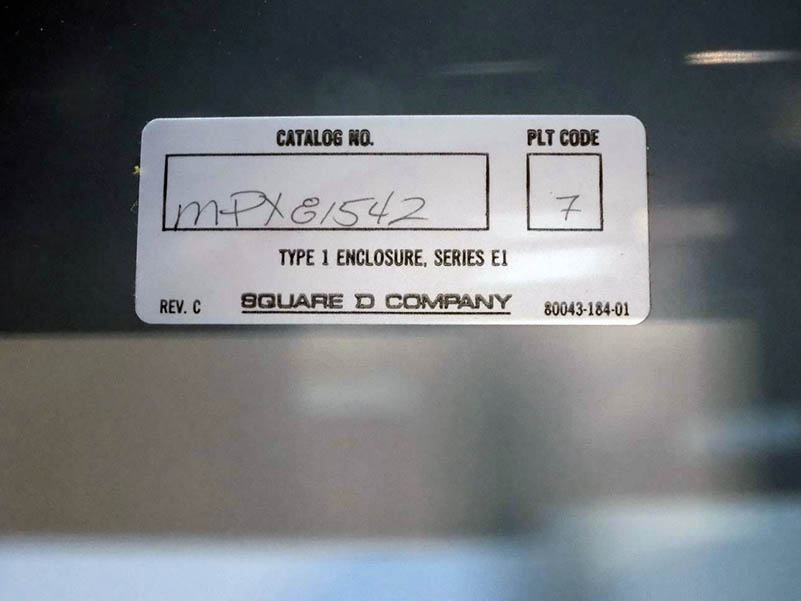 CATALOG NO. PLT CODE
mPX81542 7
TYPE 1 ENCLOSURE, SERIES E1
REV. C SQUARE D COMPANY 80043-184-01